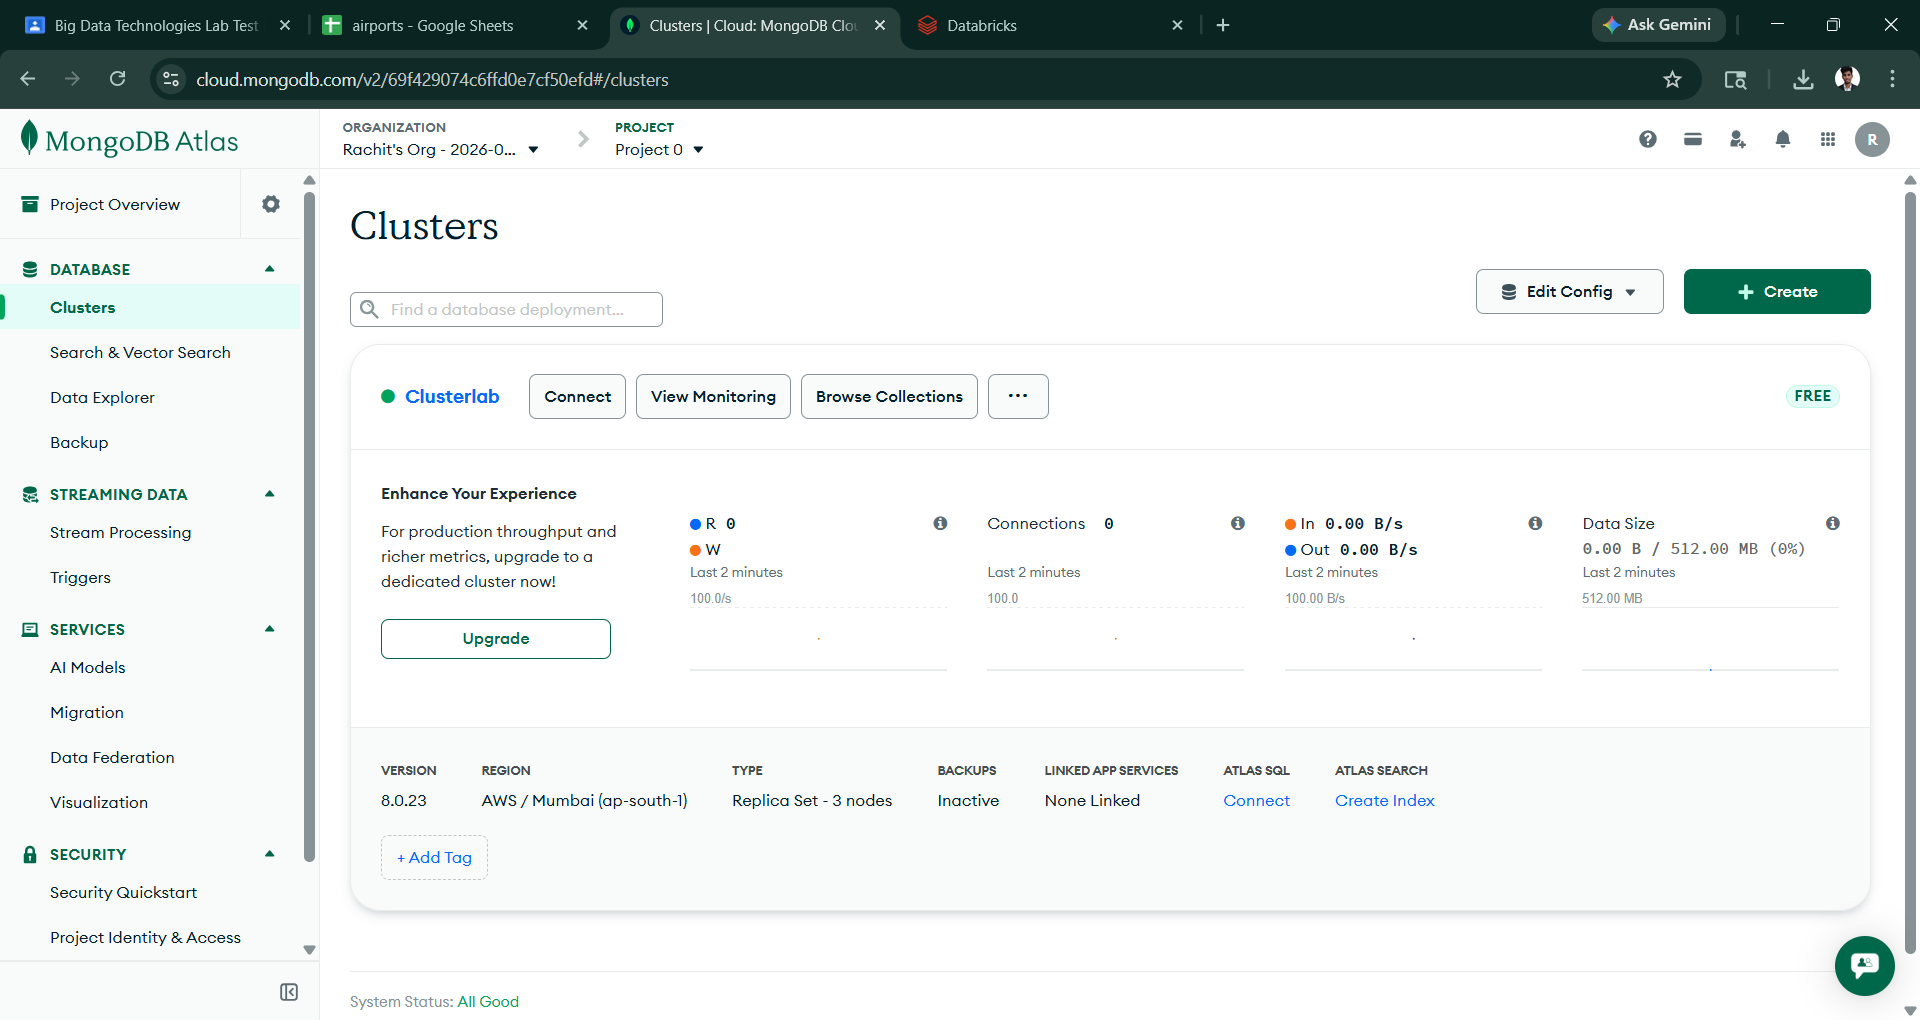 Big Data Technologies Lab Test
airports - Google Sheets
Clusters | Cloud: MongoDB Clou
Databricks
Ask Gemini
cloud.mongodb.com/v2/69f429074c6ffd0e7cf50efd#/clusters
MongoDB Atlas
ORGANIZATION
Rachit's Org - 2026-0...
PROJECT
Project 0
R
Project Overview
DATABASE
Clusters
Search & Vector Search
Data Explorer
Backup
STREAMING DATA
Stream Processing
Triggers
SERVICES
AI Models
Migration
Data Federation
Visualization
SECURITY
Security Quickstart
Project Identity & Access
Clusters
Find a database deployment...
Edit Config
+ Create
Clusterlab
Connect
View Monitoring
Browse Collections
...
FREE
Enhance Your Experience
For production throughput and
richer metrics, upgrade to a
dedicated cluster now!
Upgrade
R 0
W
Last 2 minutes
100.0/s
Connections 0
Last 2 minutes
100.0
In 0.00 B/s
Out 0.00 B/s
Last 2 minutes
100.00 B/s
Data Size
0.00 B / 512.00 MB (0%)
Last 2 minutes
512.00 MB
VERSION
8.0.23
REGION
AWS / Mumbai (ap-south-1)
TYPE
Replica Set - 3 nodes
BACKUPS
Inactive
LINKED APP SERVICES
None Linked
ATLAS SQL
Connect
ATLAS SEARCH
Create Index
+ Add Tag
System Status: All Good